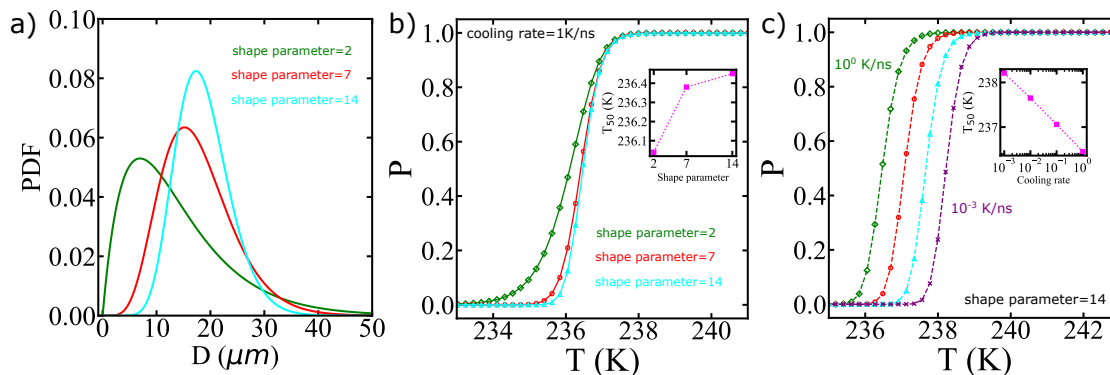 a)
shape parameter=2
shape parameter=7
shape parameter=14
PDF
0.10
0.08
0.06
0.04
0.02
0.00
0 10 20 30 40 50
D (μm)
b)
cooling rate=1K/ns
P
1.0
0.8
0.6
0.4
0.2
0.0
234 236 238 240
T (K)
T50 (K)
236.4
236.3
236.2
236.1
2 7 14
Shape parameter
shape parameter=2
shape parameter=7
shape parameter=14
c)
10^0 K/ns
P
1.0
0.8
0.6
0.4
0.2
0.0
236 238 240 242
T (K)
T50 (K)
238
237
10^-3 10^-2 10^-1 10^0
Cooling rate
10^-3 K/ns
shape parameter=14